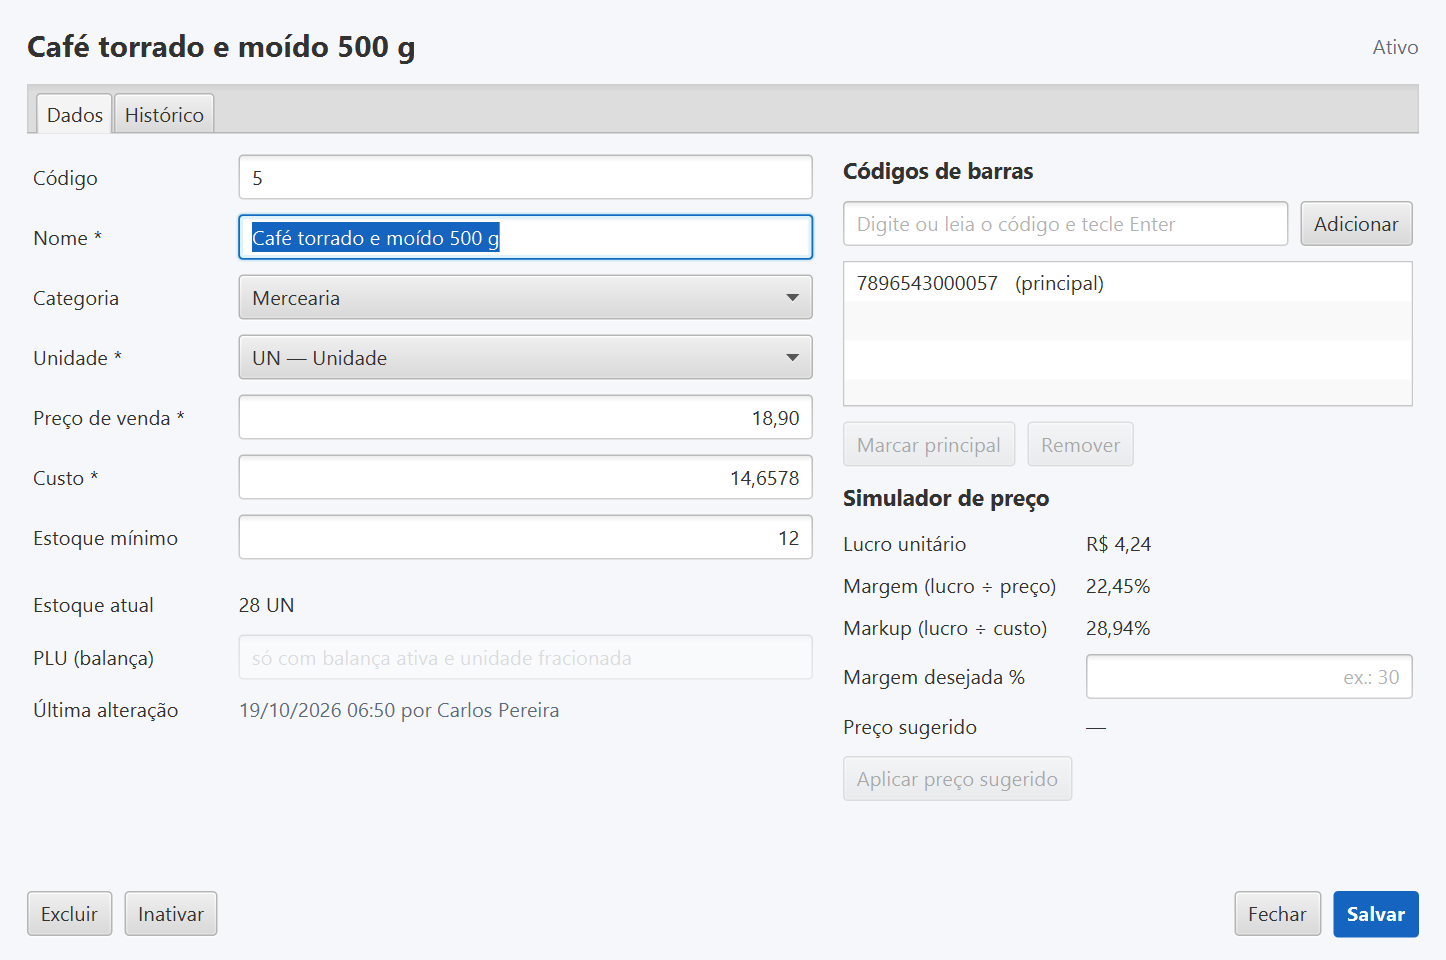 Café torrado e moído 500 g
Ativo
Dados
Histórico
Código
5
Nome *
Café torrado e moído 500 g
Categoria
Mercearia
Unidade *
UN — Unidade
Preço de venda *
18,90
Custo *
14,6578
Estoque mínimo
12
Estoque atual
28 UN
PLU (balança)
só com balança ativa e unidade fracionada
Última alteração
19/10/2026 06:50 por Carlos Pereira
Códigos de barras
Digite ou leia o código e tecle Enter
Adicionar
7896543000057 (principal)
Marcar principal
Remover
Simulador de preço
Lucro unitário
R$ 4,24
Margem (lucro ÷ preço)
22,45%
Markup (lucro ÷ custo)
28,94%
Margem desejada %
ex.: 30
Preço sugerido
—
Aplicar preço sugerido
Excluir
Inativar
Fechar
Salvar